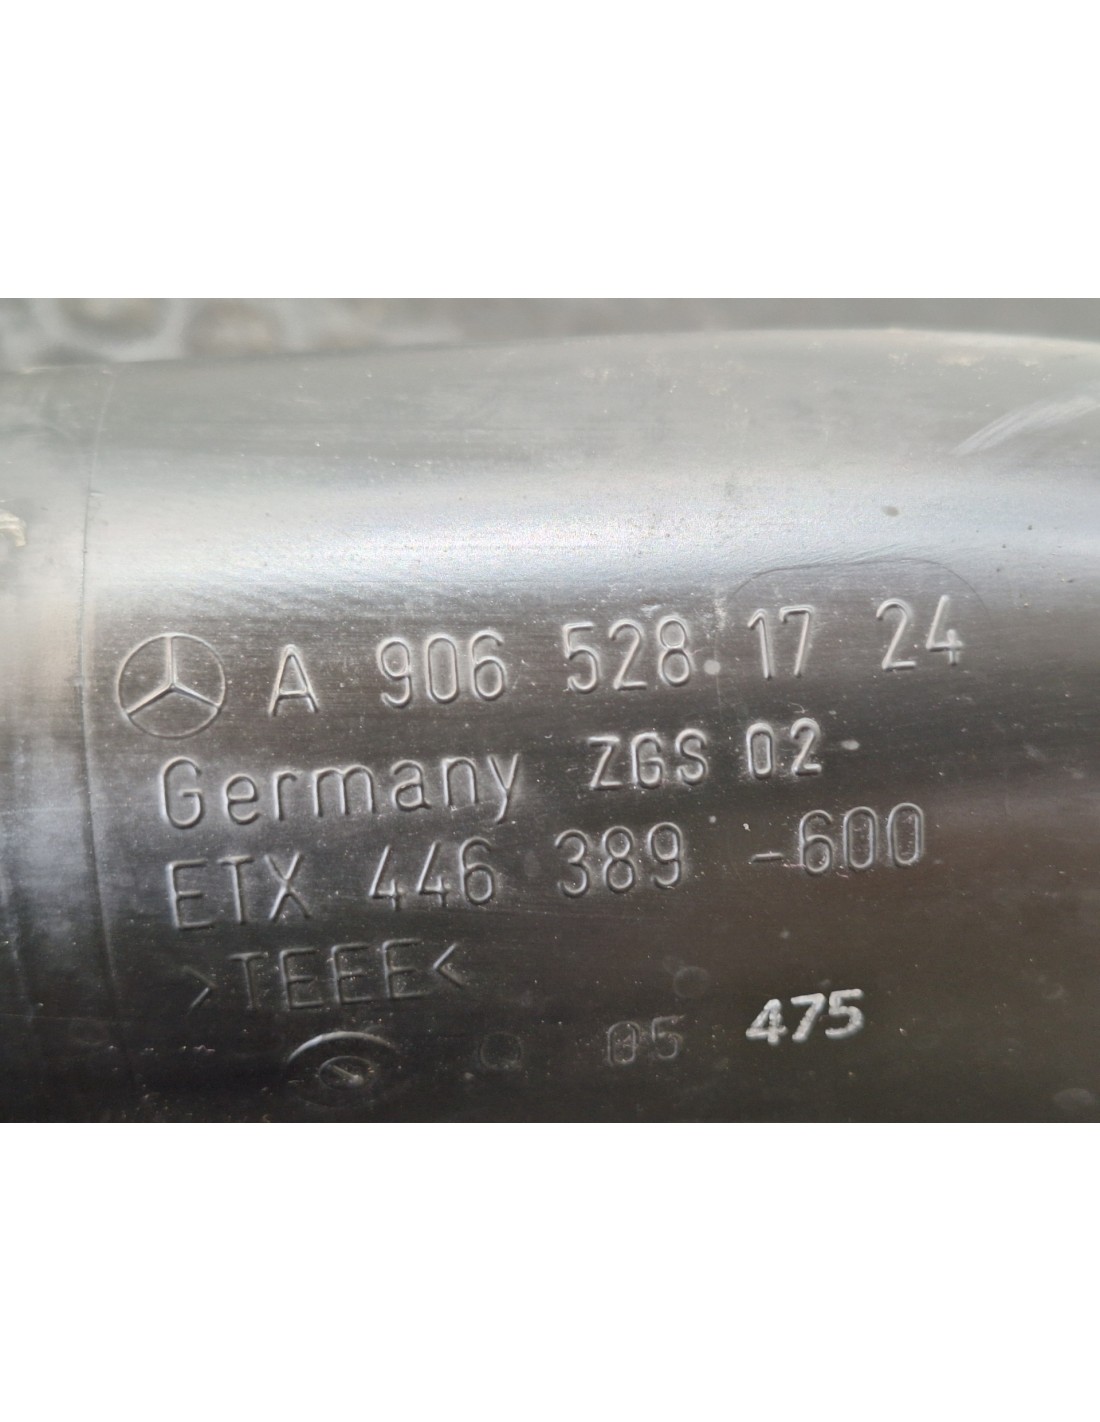 A 906 528 17 24
Germany ZGS 02
ETX 446 389 -600
>TEEE<
05 475